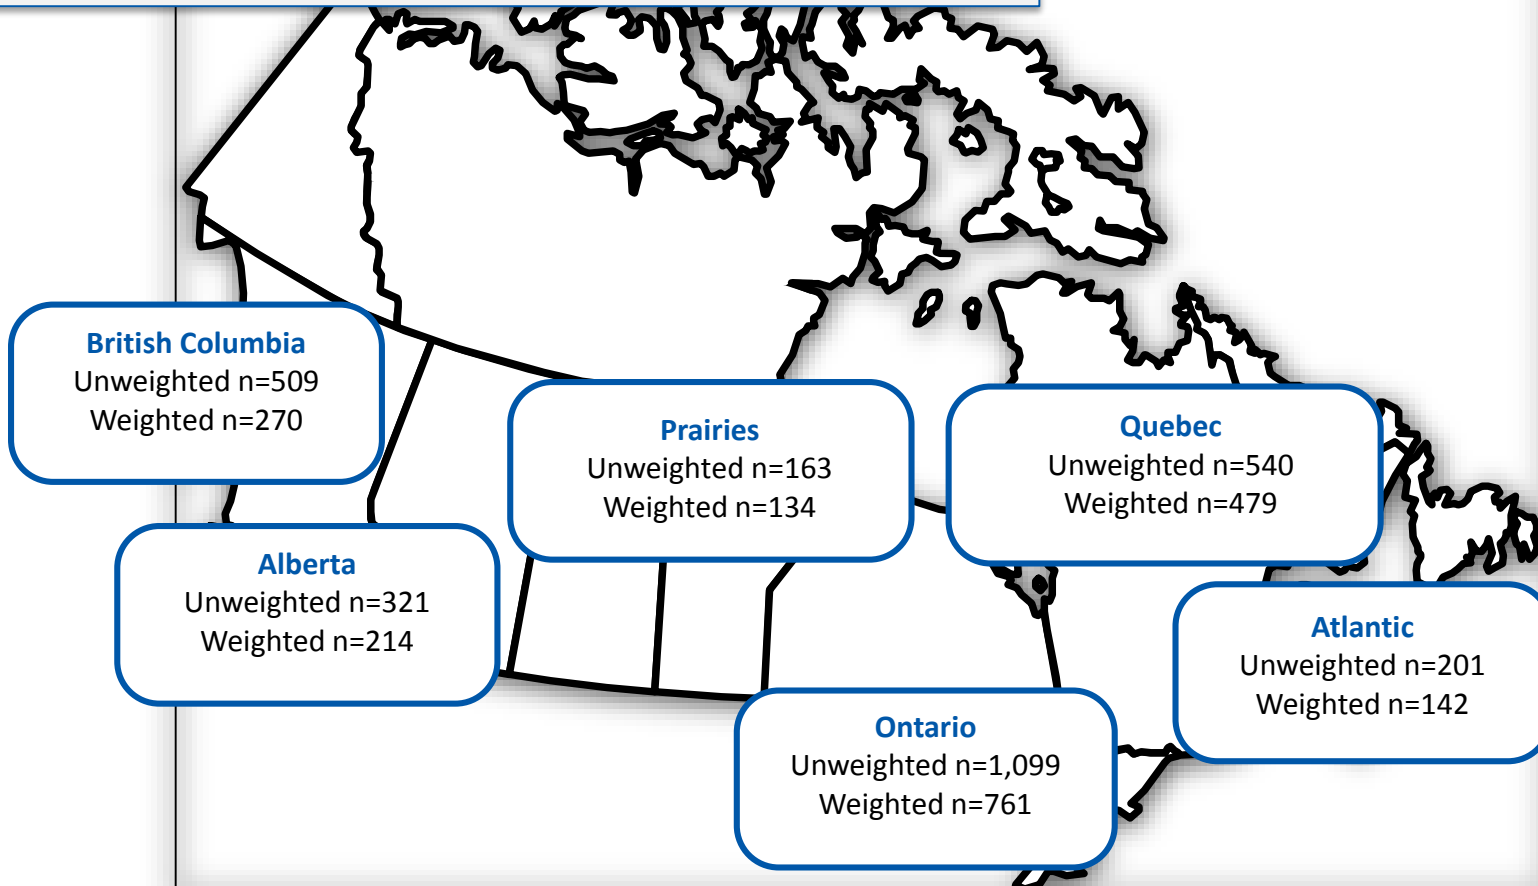 British Columbia
Unweighted n=509
Weighted n=270
Prairies
Unweighted n=163
Weighted n=134
Quebec
Unweighted n=540
Weighted n=479
Alberta
Unweighted n=321
Weighted n=214
Atlantic
Unweighted n=201
Weighted n=142
Ontario
Unweighted n=1,099
Weighted n=761